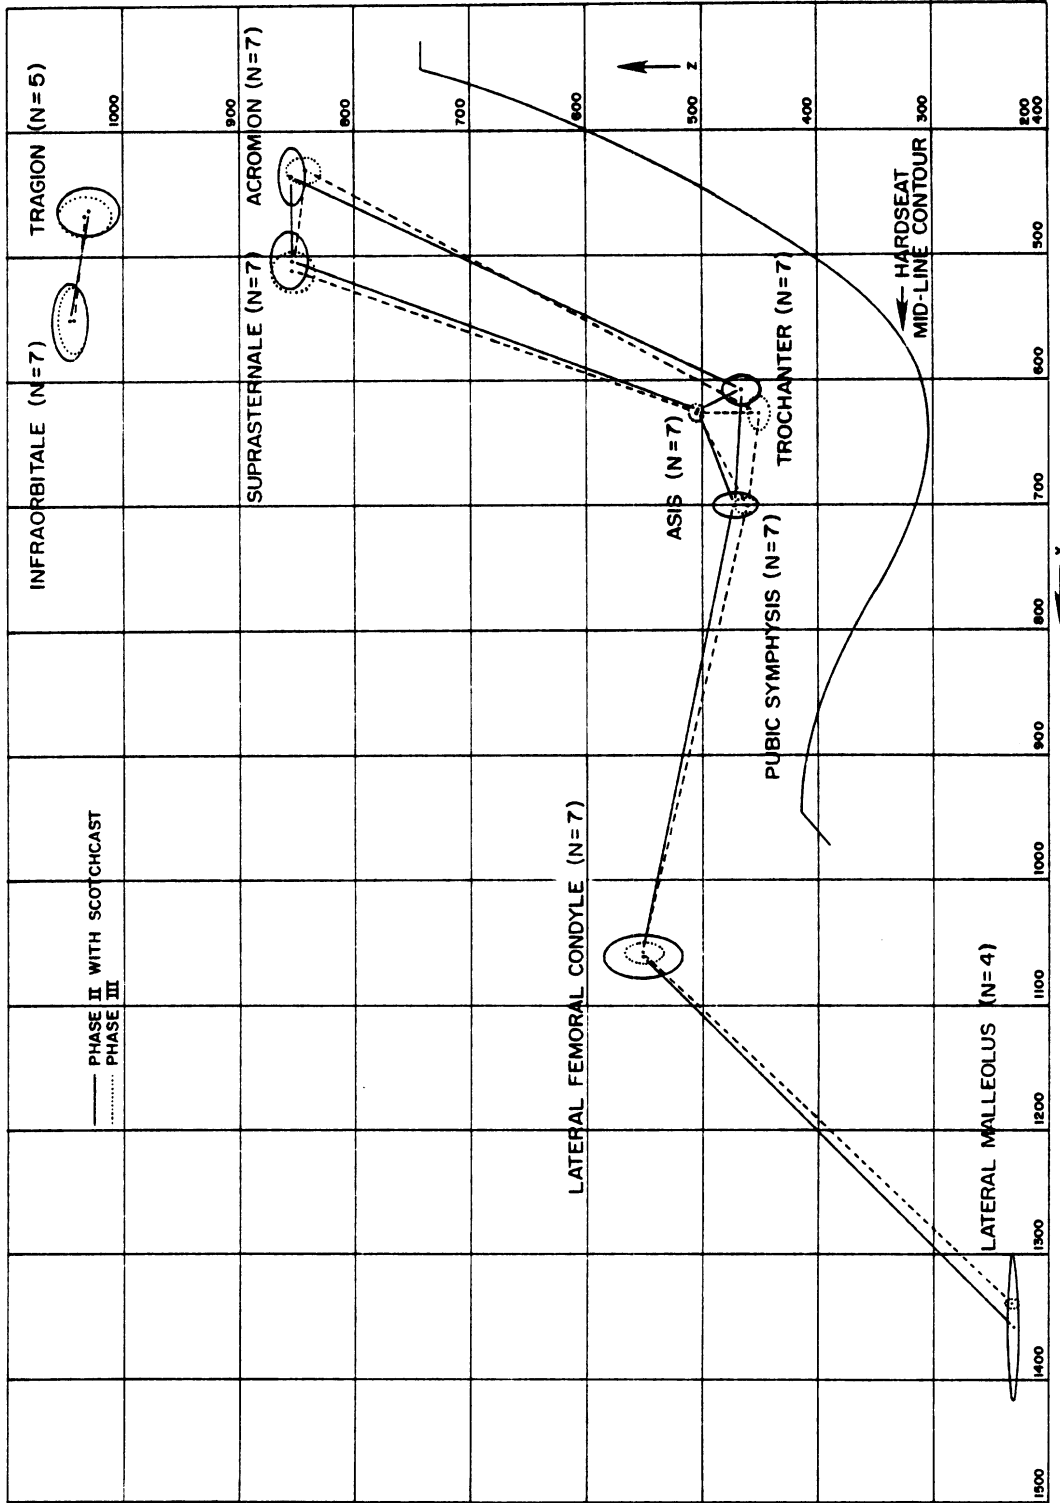 PHASE II WITH SCOTCHCAST
PHASE III
INFRAORBITALE (N=7)
TRAGION (N=5)
SUPRASTERNALE (N=7)
ACROMION (N=7)
ASIS (N=7)
TROCHANTER (N=7)
PUBIC SYMPHYSIS (N=7)
LATERAL FEMORAL CONDYLE (N=7)
LATERAL MALLEOLUS (N=4)
HARDSEAT
MID-LINE CONTOUR
Z
X
1000
900
800
700
600
500
400
300
200
400
500
600
700
800
900
1000
1100
1200
1300
1400
1500